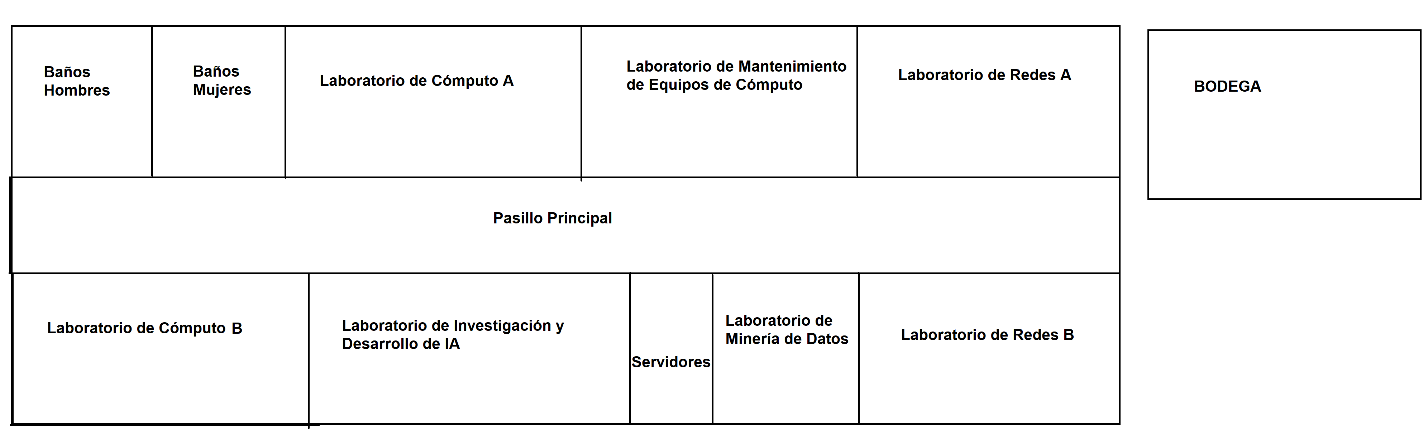 Baños
Hombres
Baños
Mujeres
Laboratorio de Cómputo A
Laboratorio de Mantenimiento
de Equipos de Cómputo
Laboratorio de Redes A
BODEGA
Pasillo Principal
Laboratorio de Cómputo B
Laboratorio de Investigación y
Desarrollo de IA
Servidores
Laboratorio de
Minería de Datos
Laboratorio de Redes B